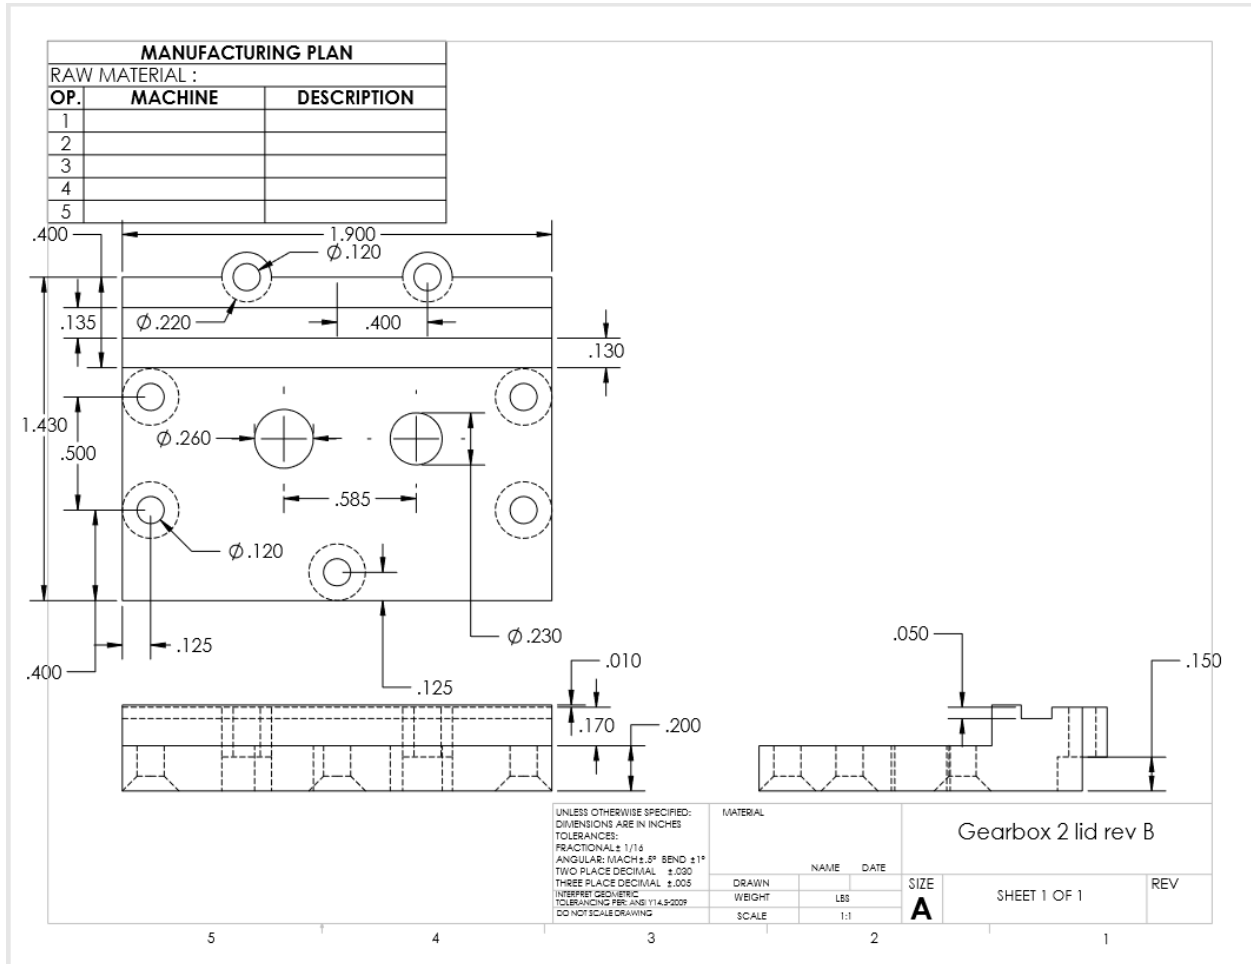 MANUFACTURING PLAN
RAW MATERIAL :
OP. MACHINE DESCRIPTION
1
2
3
4
5
.400
1.900
Ø.120
.135
Ø.220
.400
.130
1.430
Ø.260
.500
.585
Ø.120
Ø.230
.125
.400
.125
.010
.170
.200
.050
.150
UNLESS OTHERWISE SPECIFIED:
DIMENSIONS ARE IN INCHES
TOLERANCES:
FRACTIONAL± 1/16
ANGULAR: MACH±.5° BEND ±1°
TWO PLACE DECIMAL ±.030
THREE PLACE DECIMAL ±.005
INTERPRET GEOMETRIC
TOLERANCING PER: ANSI Y14.5-2009
DO NOT SCALE DRAWING
MATERIAL
NAME DATE
DRAWN
WEIGHT LBS
SCALE 1:1
Gearbox 2 lid rev B
SIZE
A
SHEET 1 OF 1
REV
5 4 3 2 1